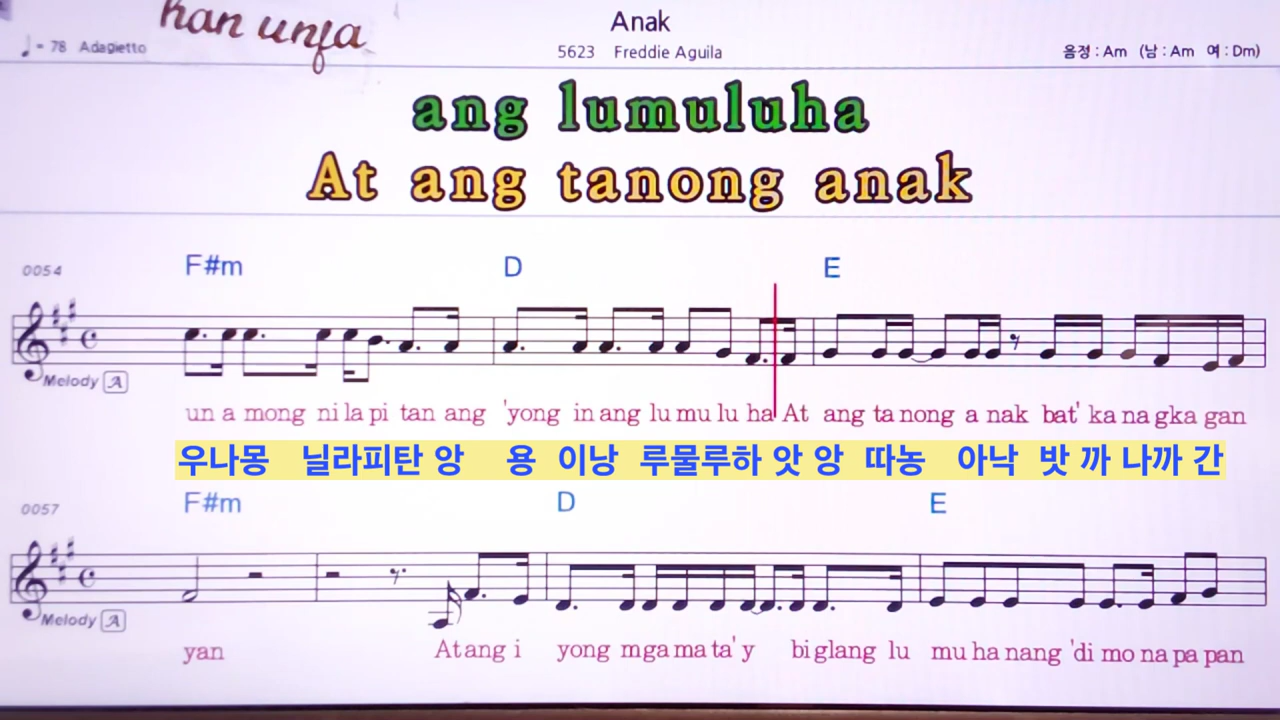 han unja
Anak
♩= 78 Adagietto
5623 Freddie Aguila
음정 : Am (남 : Am 여 : Dm)
ang lumuluha
At ang tanong anak
0054 F#m D E
Melody A
un a mong ni la pi tan ang 'yong in ang lu mu lu ha At ang ta nong a nak bat' ka na gka gan
우나몽 닐라피탄 앙 용 이낭 루물루하 앗 앙 따농 아낙 밧 까 나까 간
0057 F#m D E
Melody A
yan At ang i yong mga ma ta' y bi glang lu mu ha nang 'di mo na pa pan